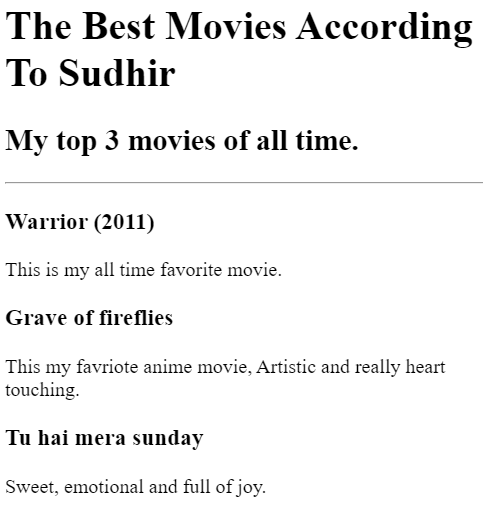 The Best Movies According
To Sudhir
My top 3 movies of all time.
Warrior (2011)
This is my all time favorite movie.
Grave of fireflies
This my favriote anime movie, Artistic and really heart
touching.
Tu hai mera sunday
Sweet, emotional and full of joy.